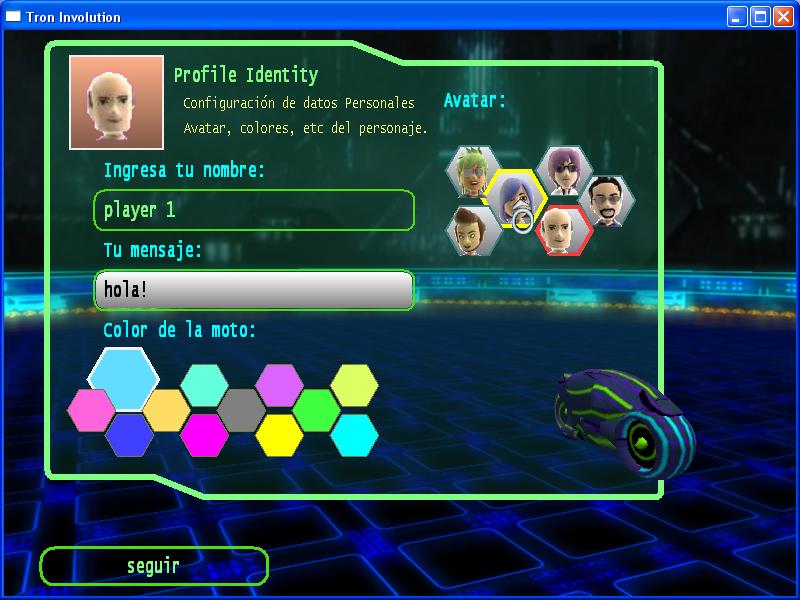 Tron Involution
Profile Identity
Configuración de datos Personales
Avatar, colores, etc del personaje.
Avatar:
Ingresa tu nombre:
player 1
Tu mensaje:
hola!
Color de la moto:
seguir